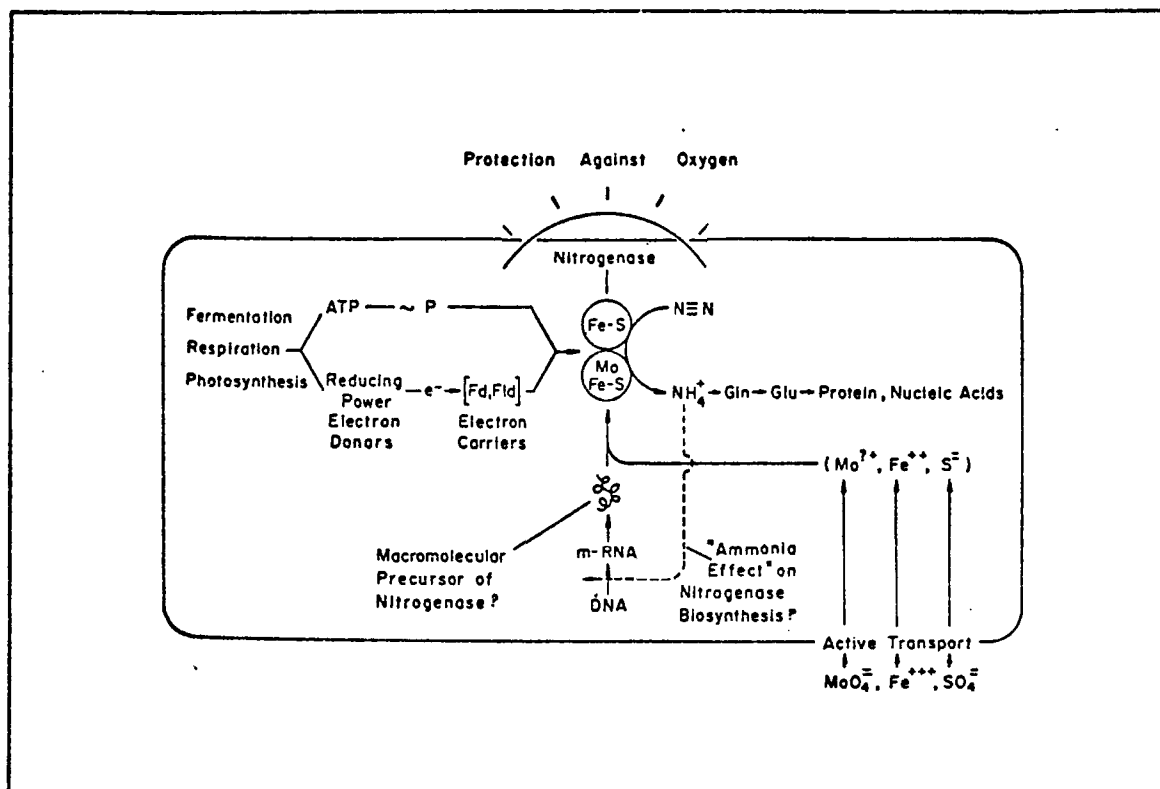 Protection Against Oxygen
Nitrogenase
Fermentation
Respiration
Photosynthesis
ATP — ~ P
Reducing
Power
Electron
Donors
e⁻
[Fd,Fld]
Electron
Carriers
Fe-S
Mo
Fe-S
N≡N
NH₄⁺ Gln Glu Protein, Nucleic Acids
(Mo?⁺, Fe⁺⁺, S⁼)
Macromolecular
Precursor of
Nitrogenase?
m-RNA
DNA
"Ammonia
Effect" on
Nitrogenase
Biosynthesis?
Active Transport
MoO₄⁼, Fe⁺⁺⁺, SO₄⁼